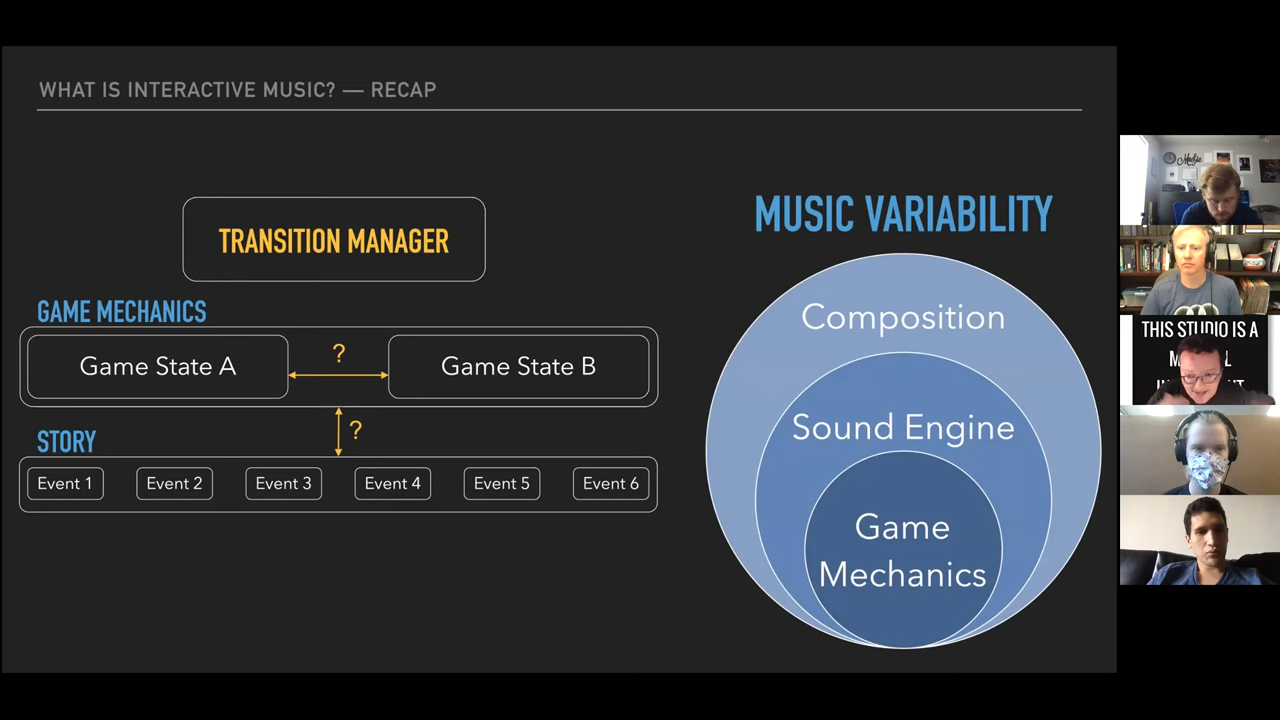 WHAT IS INTERACTIVE MUSIC? — RECAP
TRANSITION MANAGER
GAME MECHANICS
Game State A
?
Game State B
STORY
?
Event 1
Event 2
Event 3
Event 4
Event 5
Event 6
MUSIC VARIABILITY
Composition
Sound Engine
Game
Mechanics
Music
THIS STUDIO IS A